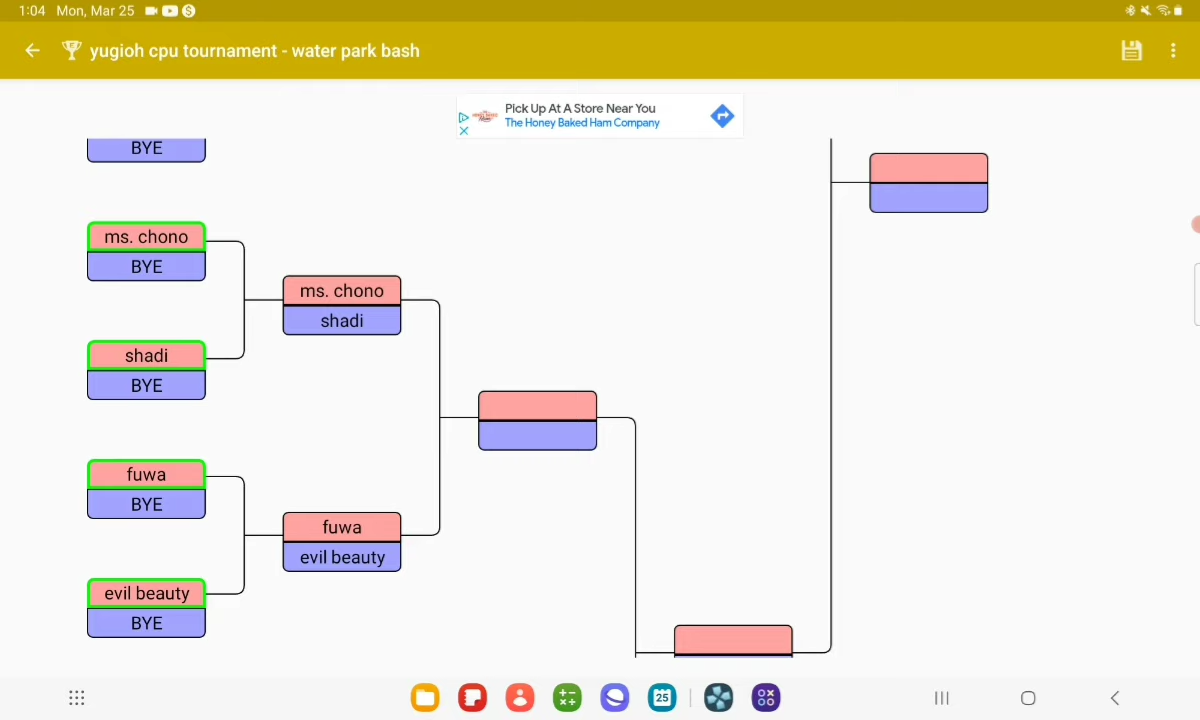 1:04 Mon, Mar 25
yugioh cpu tournament - water park bash
Pick Up At A Store Near You
The Honey Baked Ham Company
BYE
ms. chono
BYE
ms. chono
shadi
shadi
BYE
fuwa
BYE
fuwa
evil beauty
evil beauty
BYE
25